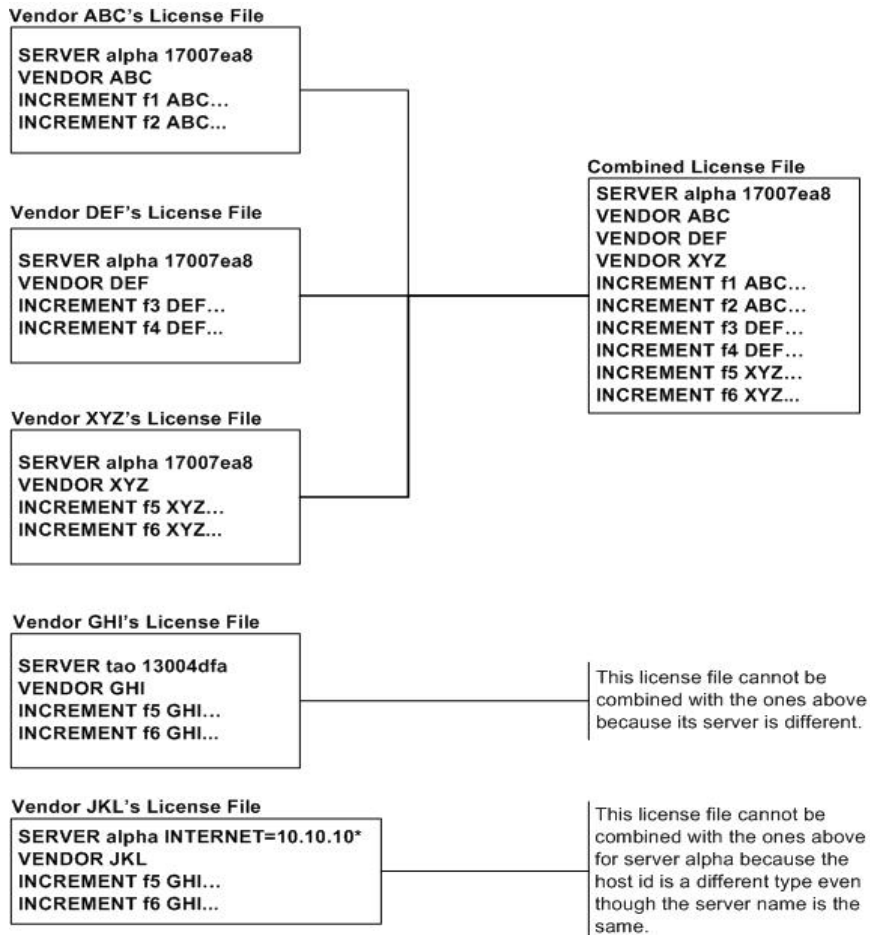 Vendor ABC's License File
SERVER alpha 17007ea8
VENDOR ABC
INCREMENT f1 ABC...
INCREMENT f2 ABC...
Vendor DEF's License File
SERVER alpha 17007ea8
VENDOR DEF
INCREMENT f3 DEF...
INCREMENT f4 DEF...
Vendor XYZ's License File
SERVER alpha 17007ea8
VENDOR XYZ
INCREMENT f5 XYZ...
INCREMENT f6 XYZ...
Combined License File
SERVER alpha 17007ea8
VENDOR ABC
VENDOR DEF
VENDOR XYZ
INCREMENT f1 ABC...
INCREMENT f2 ABC...
INCREMENT f3 DEF...
INCREMENT f4 DEF...
INCREMENT f5 XYZ...
INCREMENT f6 XYZ...
Vendor GHI's License File
SERVER tao 13004dfa
VENDOR GHI
INCREMENT f5 GHI...
INCREMENT f6 GHI...
This license file cannot be
combined with the ones above
because its server is different.
Vendor JKL's License File
SERVER alpha INTERNET=10.10.10*
VENDOR JKL
INCREMENT f5 GHI...
INCREMENT f6 GHI...
This license file cannot be
combined with the ones above
for server alpha because the
host id is a different type even
though the server name is the
same.